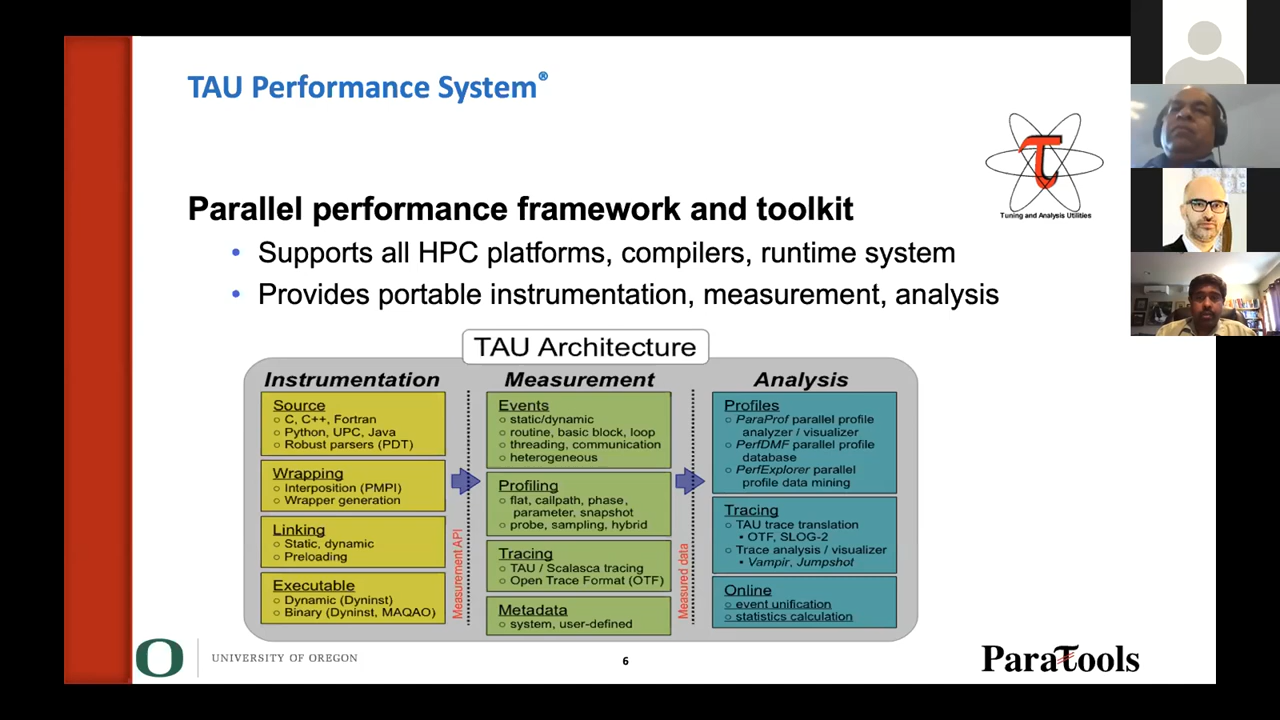 TAU Performance System®
Tuning and Analysis Utilities
Parallel performance framework and toolkit
• Supports all HPC platforms, compilers, runtime system
• Provides portable instrumentation, measurement, analysis
TAU Architecture
Instrumentation
Source
○ C, C++, Fortran
○ Python, UPC, Java
○ Robust parsers (PDT)
Wrapping
○ Interposition (PMPI)
○ Wrapper generation
Linking
○ Static, dynamic
○ Preloading
Executable
○ Dynamic (Dyninst)
○ Binary (Dyninst, MAQAO)
Measurement API
Measurement
Events
○ static/dynamic
○ routine, basic block, loop
○ threading, communication
○ heterogeneous
Profiling
○ flat, callpath, phase,
parameter, snapshot
○ probe, sampling, hybrid
Tracing
○ TAU / Scalasca tracing
○ Open Trace Format (OTF)
Metadata
○ system, user-defined
Measured data
Analysis
Profiles
○ ParaProf parallel profile
analyzer / visualizer
○ PerfDMF parallel profile
database
○ PerfExplorer parallel
profile data mining
Tracing
○ TAU trace translation
• OTF, SLOG-2
○ Trace analysis / visualizer
• Vampir, Jumpshot
Online
○ event unification
○ statistics calculation
O
UNIVERSITY OF OREGON
6
ParaTools